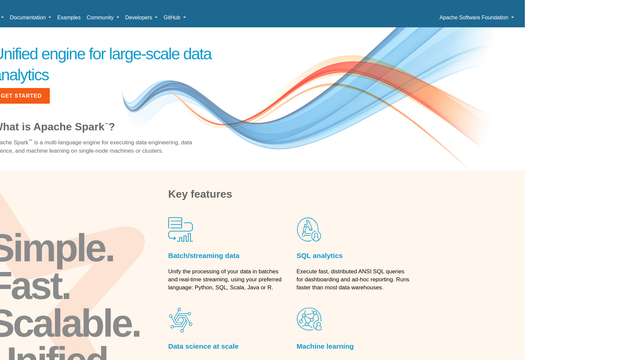 Documentation Examples Community Developers GitHub Apache Software Foundation
Unified engine for large-scale data
analytics
GET STARTED
What is Apache Spark™?
ache Spark™ is a multi-language engine for executing data engineering, data
ence, and machine learning on single-node machines or clusters.
Key features
Simple.
Fast.
Scalable.
Unified
Batch/streaming data
Unify the processing of your data in batches
and real-time streaming, using your preferred
language: Python, SQL, Scala, Java or R.
SQL analytics
Execute fast, distributed ANSI SQL queries
for dashboarding and ad-hoc reporting. Runs
faster than most data warehouses.
Data science at scale
Machine learning